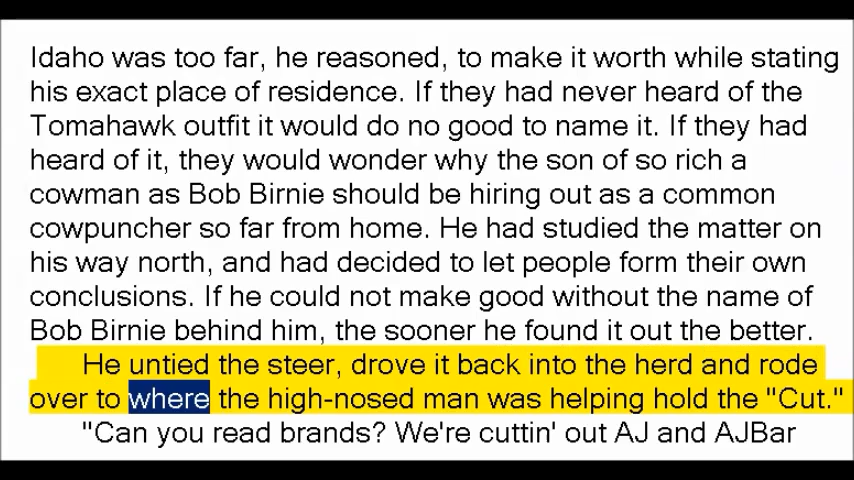 Idaho was too far, he reasoned, to make it worth while stating
his exact place of residence. If they had never heard of the
Tomahawk outfit it would do no good to name it. If they had
heard of it, they would wonder why the son of so rich a
cowman as Bob Birnie should be hiring out as a common
cowpuncher so far from home. He had studied the matter on
his way north, and had decided to let people form their own
conclusions. If he could not make good without the name of
Bob Birnie behind him, the sooner he found it out the better.
He untied the steer, drove it back into the herd and rode
over to where the high-nosed man was helping hold the "Cut."
"Can you read brands? We're cuttin' out AJ and AJBar